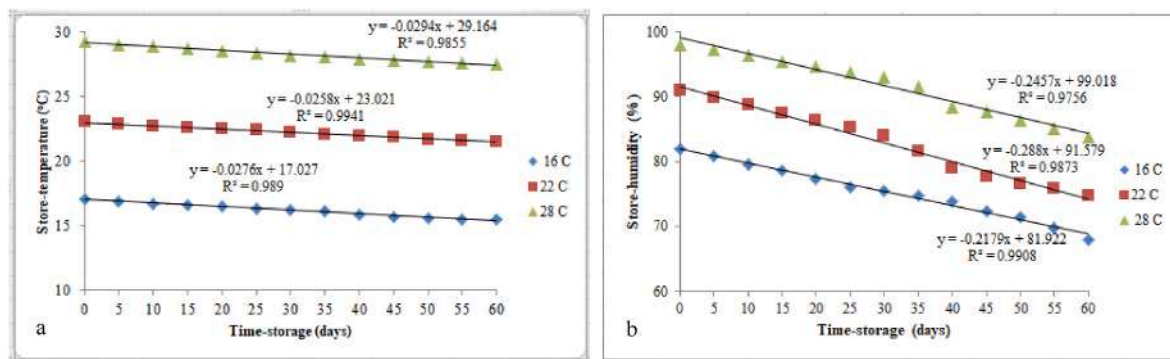 30
25
20
15
10
Store-temperature (°C)
y = -0.0294x + 29.164
R² = 0.9855
y = -0.0258x + 23.021
R² = 0.9941
y = -0.0276x + 17.027
R² = 0.989
16 C
22 C
28 C
0 5 10 15 20 25 30 35 40 45 50 55 60
Time-storage (days)
a
100
90
80
70
60
Store-humidity (%)
y = -0.2457x + 99.018
R² = 0.9756
y = -0.288x + 91.579
R² = 0.9873
y = -0.2179x + 81.922
R² = 0.9908
16 C
22 C
28 C
0 5 10 15 20 25 30 35 40 45 50 55 60
Time-storage (days)
b